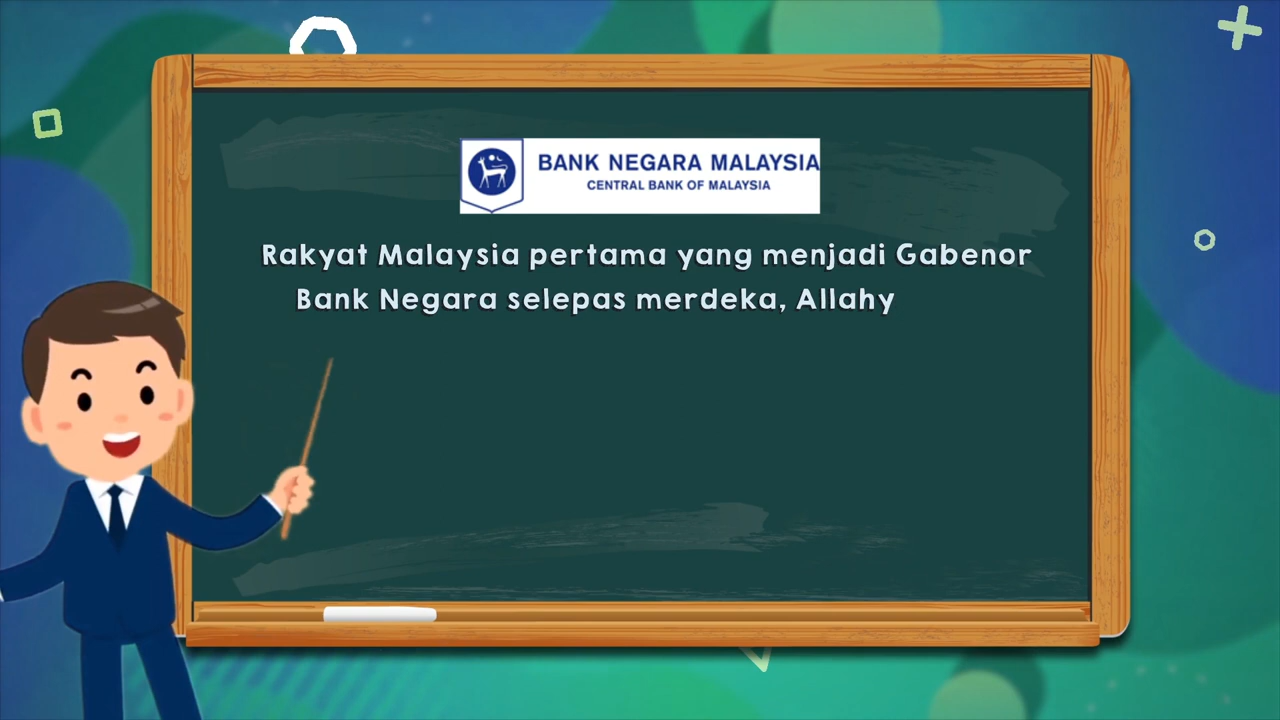 BANK NEGARA MALAYSIA
CENTRAL BANK OF MALAYSIA
Rakyat Malaysia pertama yang menjadi Gabenor
Bank Negara selepas merdeka, Allahy